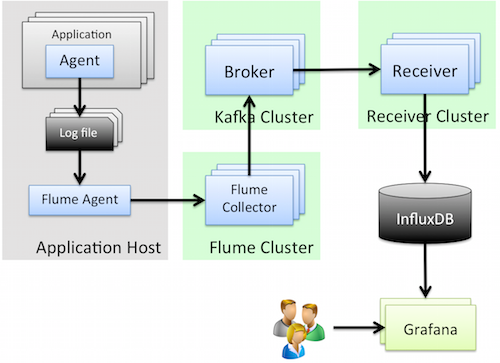 Application
Agent
Log file
Flume Agent
Application Host
Broker
Kafka Cluster
Flume
Collector
Flume Cluster
Receiver
Receiver Cluster
InfluxDB
Grafana